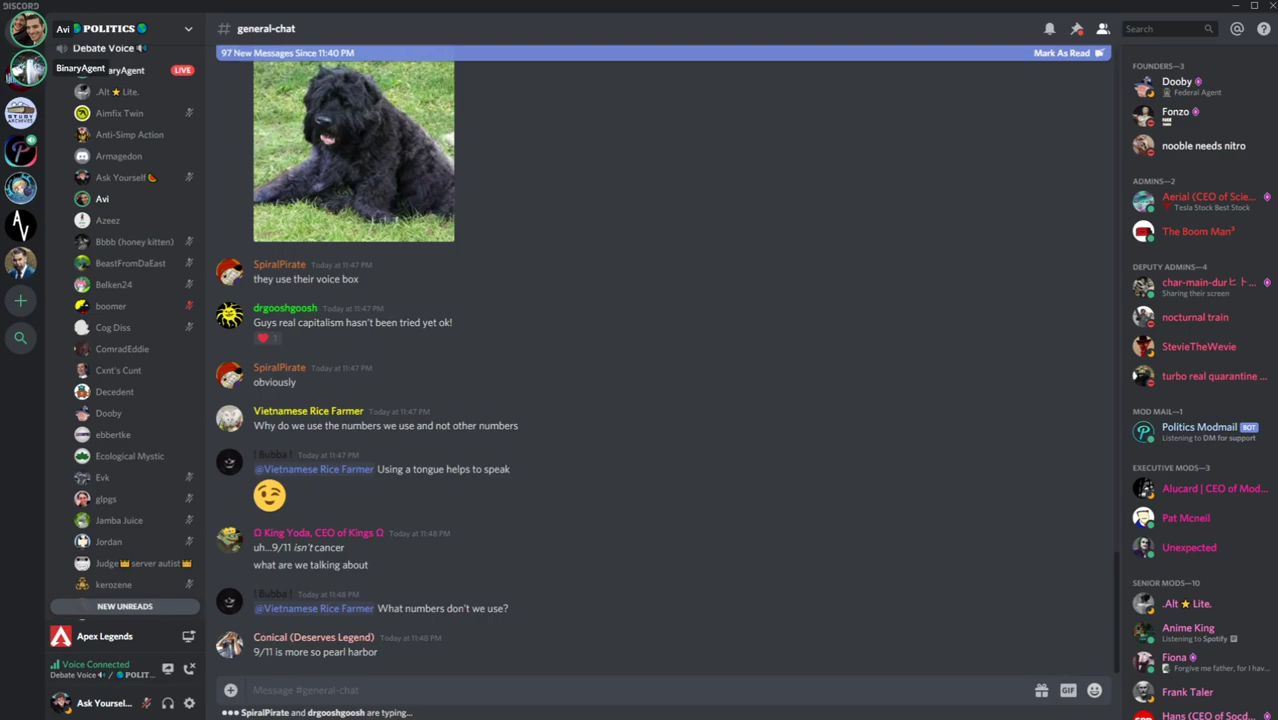 DISCORD
Avi
POLITICS
Debate Voice
BinaryAgent
naryAgent
LIVE
.Alt ⭐ Lite.
Aimfix Twin
Anti-Simp Action
Armagedon
Ask Yourself 🍉
Avi
Azeez
Bbbb (honey kitten)
BeastFromDaEast
Belken24
boomer
Cog Diss
ComradEddie
Cxnt's Cunt
Decedent
Dooby
ebbertke
Ecological Mystic
Evk
glpgs
Jamba Juice
Jordan
Judge 👑 server autist 👑
kerozene
NEW UNREADS
Apex Legends
Voice Connected
Debate Voice 🔊 / 🌎POLIT...
Ask Yoursel...
STUDY
ARCHIVES
# general-chat
97 New Messages Since 11:40 PM
Mark As Read
SpiralPirate Today at 11:47 PM
they use their voice box
drgooshgoosh Today at 11:47 PM
Guys real capitalism hasn't been tried yet ok!
❤ 1
SpiralPirate Today at 11:47 PM
obviously
Vietnamese Rice Farmer Today at 11:47 PM
Why do we use the numbers we use and not other numbers
! Bubba ! Today at 11:47 PM
@Vietnamese Rice Farmer Using a tongue helps to speak
😉
Ω King Yoda, CEO of Kings Ω Today at 11:48 PM
uh...9/11 isn't cancer
what are we talking about
! Bubba ! Today at 11:48 PM
@Vietnamese Rice Farmer What numbers don't we use?
Conical (Deserves Legend) Today at 11:48 PM
9/11 is more so pearl harbor
Message #general-chat
GIF
SpiralPirate and drgooshgoosh are typing...
Search
FOUNDERS—3
Dooby
Federal Agent
Fonzo
nooble needs nitro
ADMINS—2
Aerial (CEO of Scie...
Tesla Stock Best Stock
The Boom Man³
DEPUTY ADMINS—4
char-main-durヒト...
Sharing their screen
nocturnal train
StevieTheWevie
turbo real quarantine ...
MOD MAIL—1
Politics Modmail BOT
Listening to DM for support
EXECUTIVE MODS—3
Alucard | CEO of Mod...
Pat Mcneil
Unexpected
SENIOR MODS—10
.Alt ⭐ Lite.
Anime King
Listening to Spotify
Fiona
Forgive me father, for I hav...
Frank Taler
Hans (CEO of Socd...